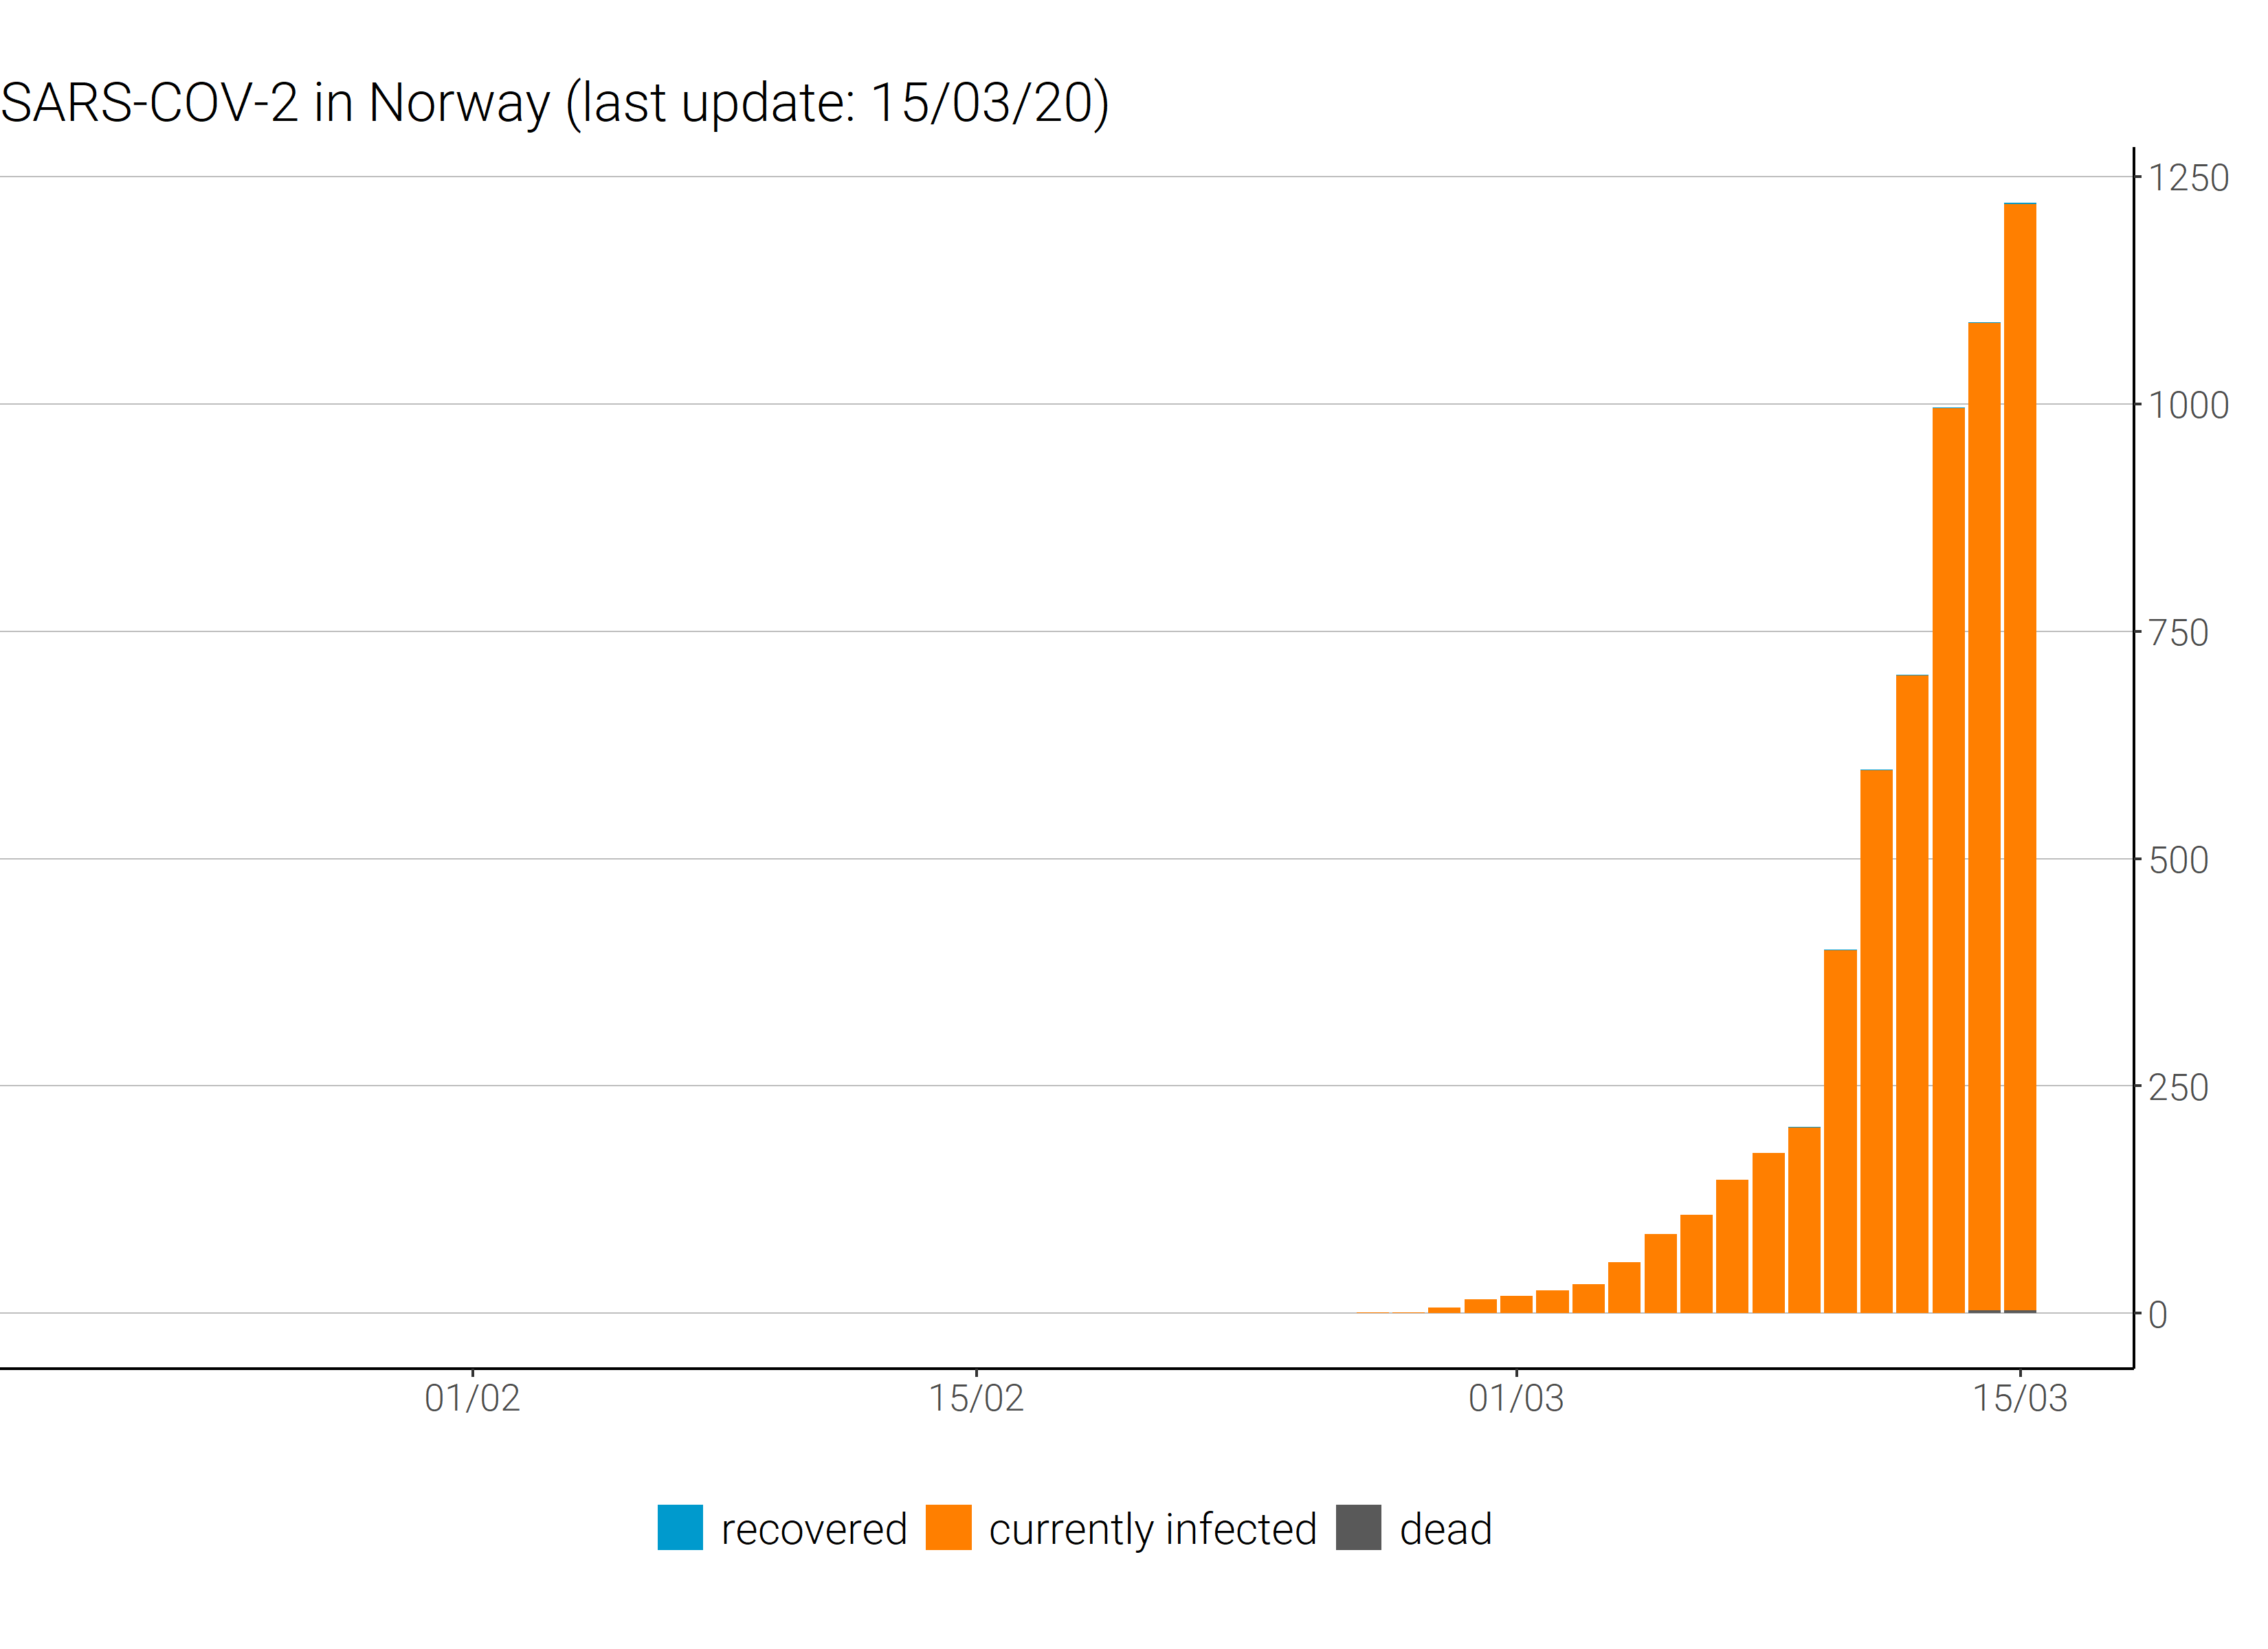 SARS-COV-2 in Norway (last update: 15/03/20)
1250
1000
750
500
250
0
01/02 15/02 01/03 15/03
recovered currently infected dead